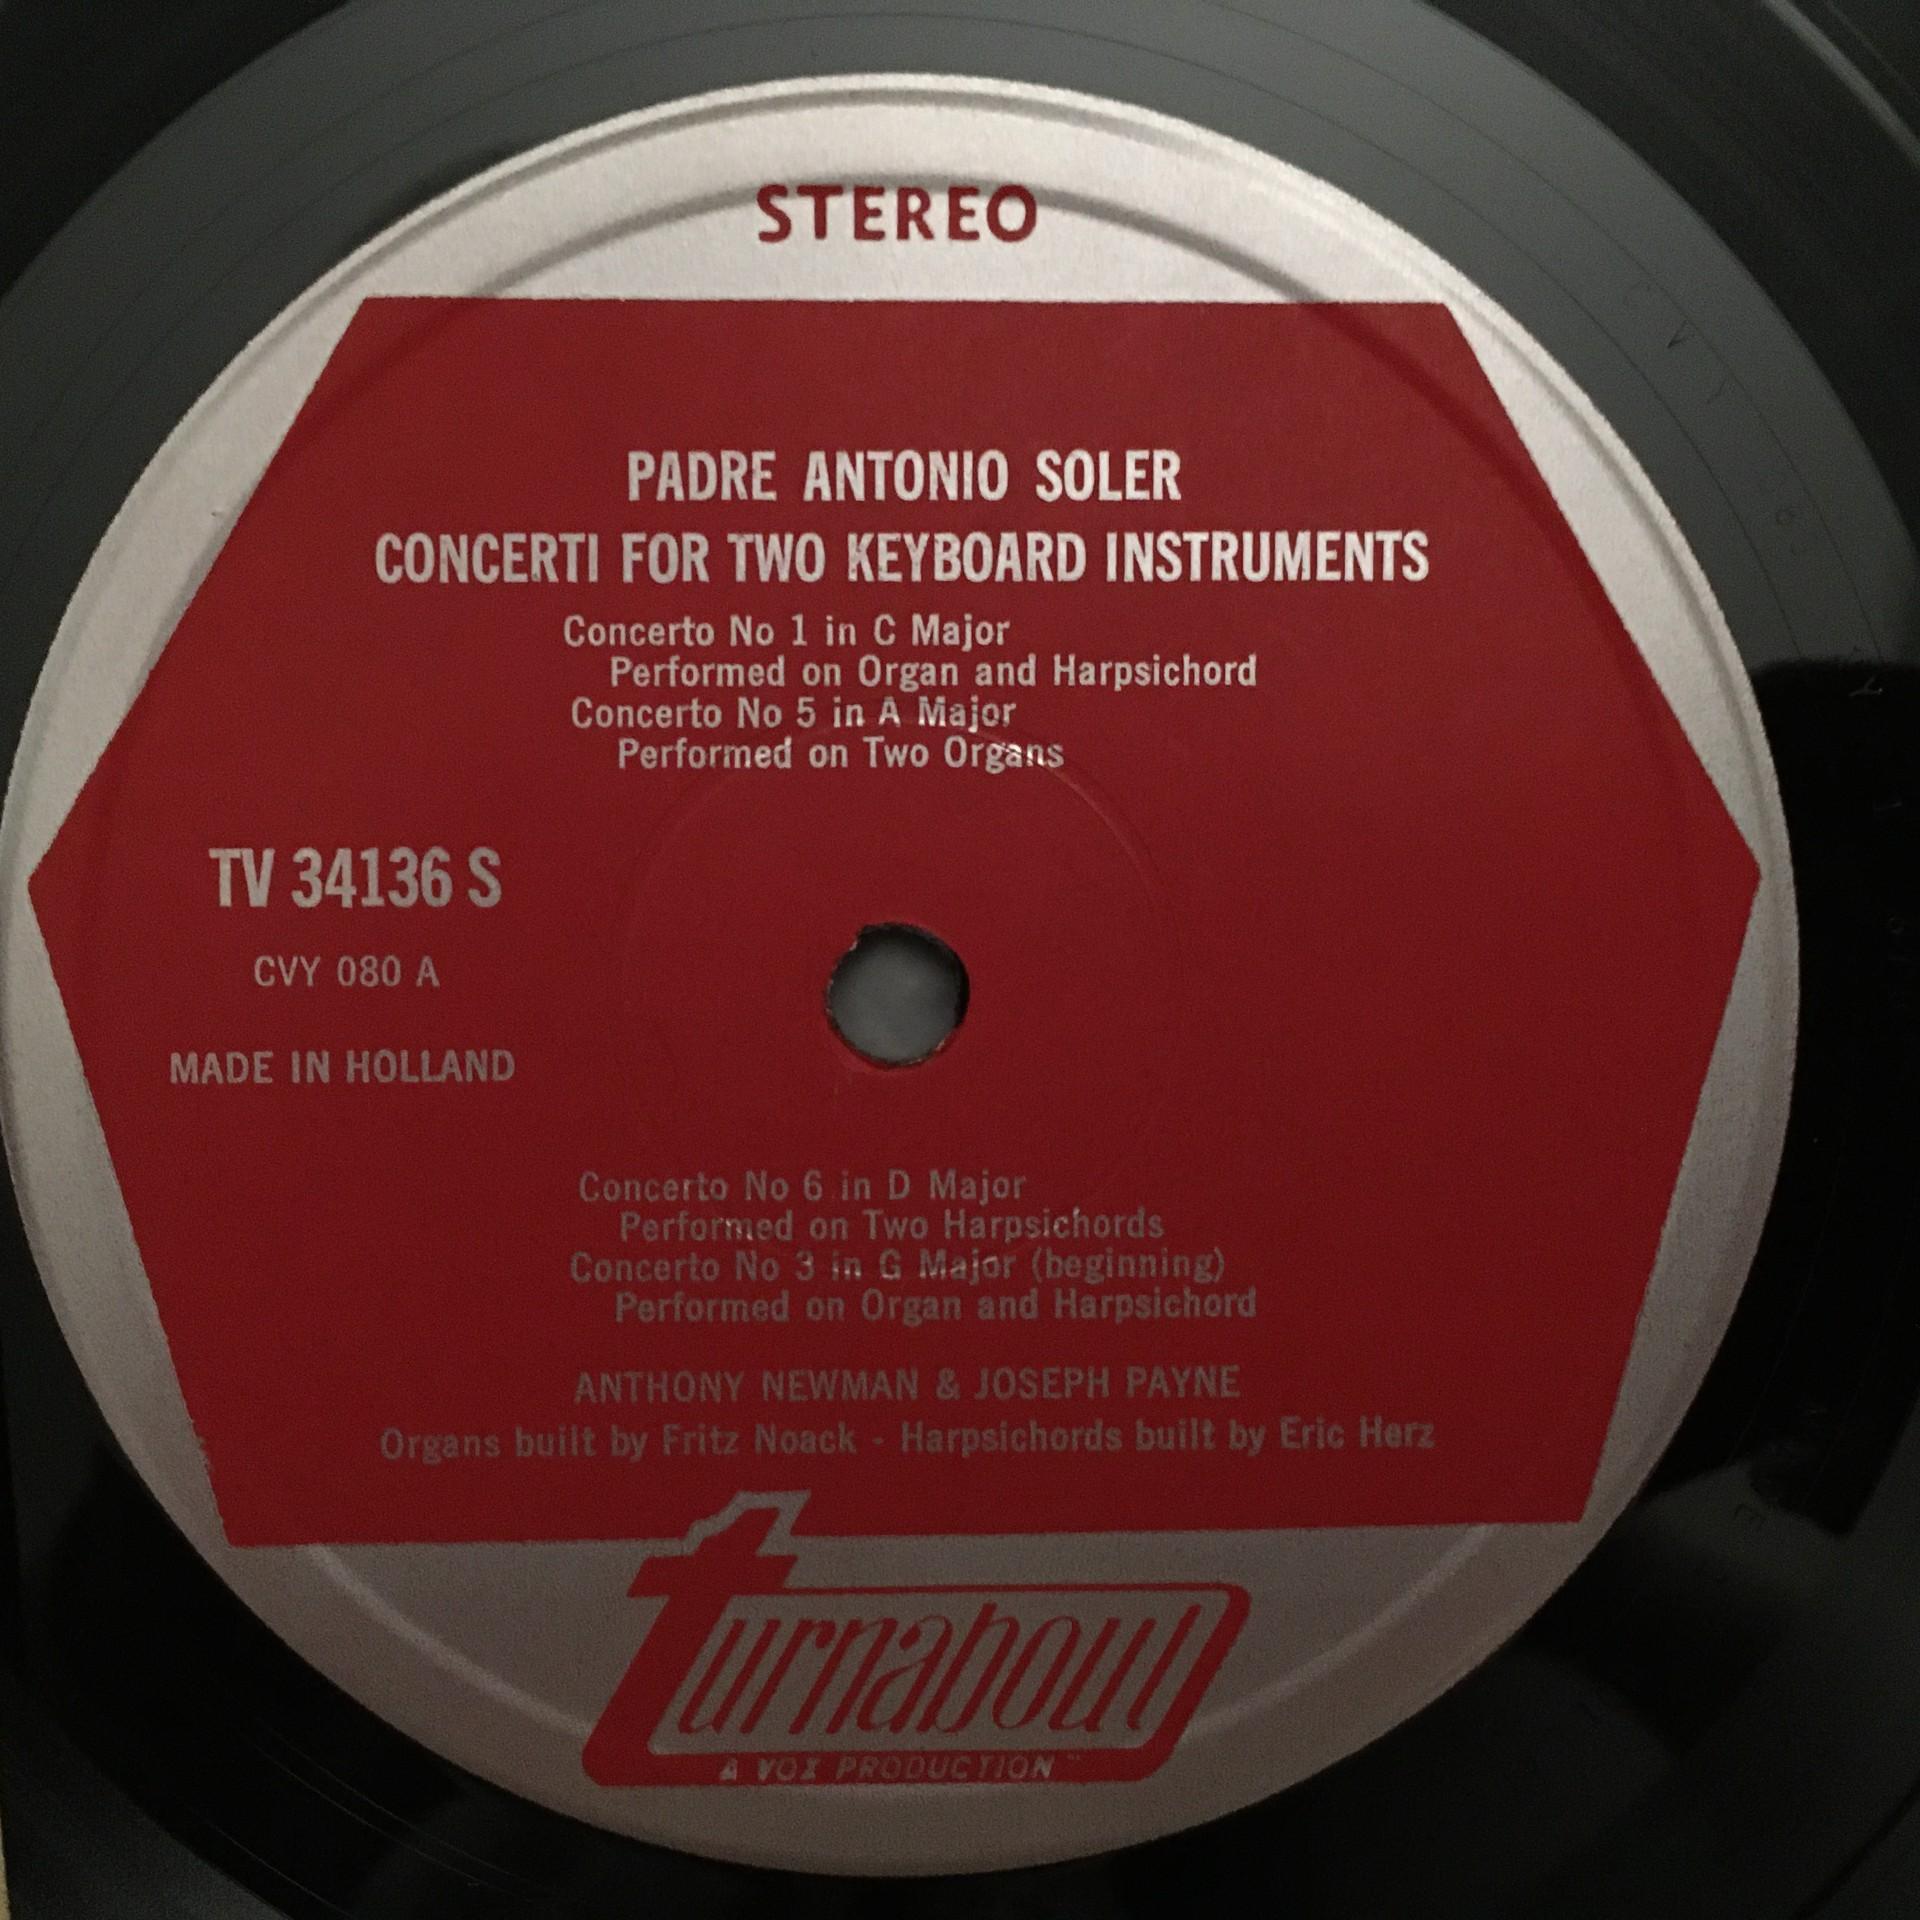 STEREO
PADRE ANTONIO SOLER
CONCERTI FOR TWO KEYBOARD INSTRUMENTS
Concerto No 1 in C Major
Performed on Organ and Harpsichord
Concerto No 5 in A Major
Performed on Two Organs
TV 34136 S
CVY 080 A
MADE IN HOLLAND
Concerto No 6 in D Major
Performed on Two Harpsichords
Concerto No 3 in G Major (beginning)
Performed on Organ and Harpsichord
ANTHONY NEWMAN & JOSEPH PAYNE
Organs built by Fritz Noack - Harpsichords built by Eric Herz
turnabout
A VOX PRODUCTION